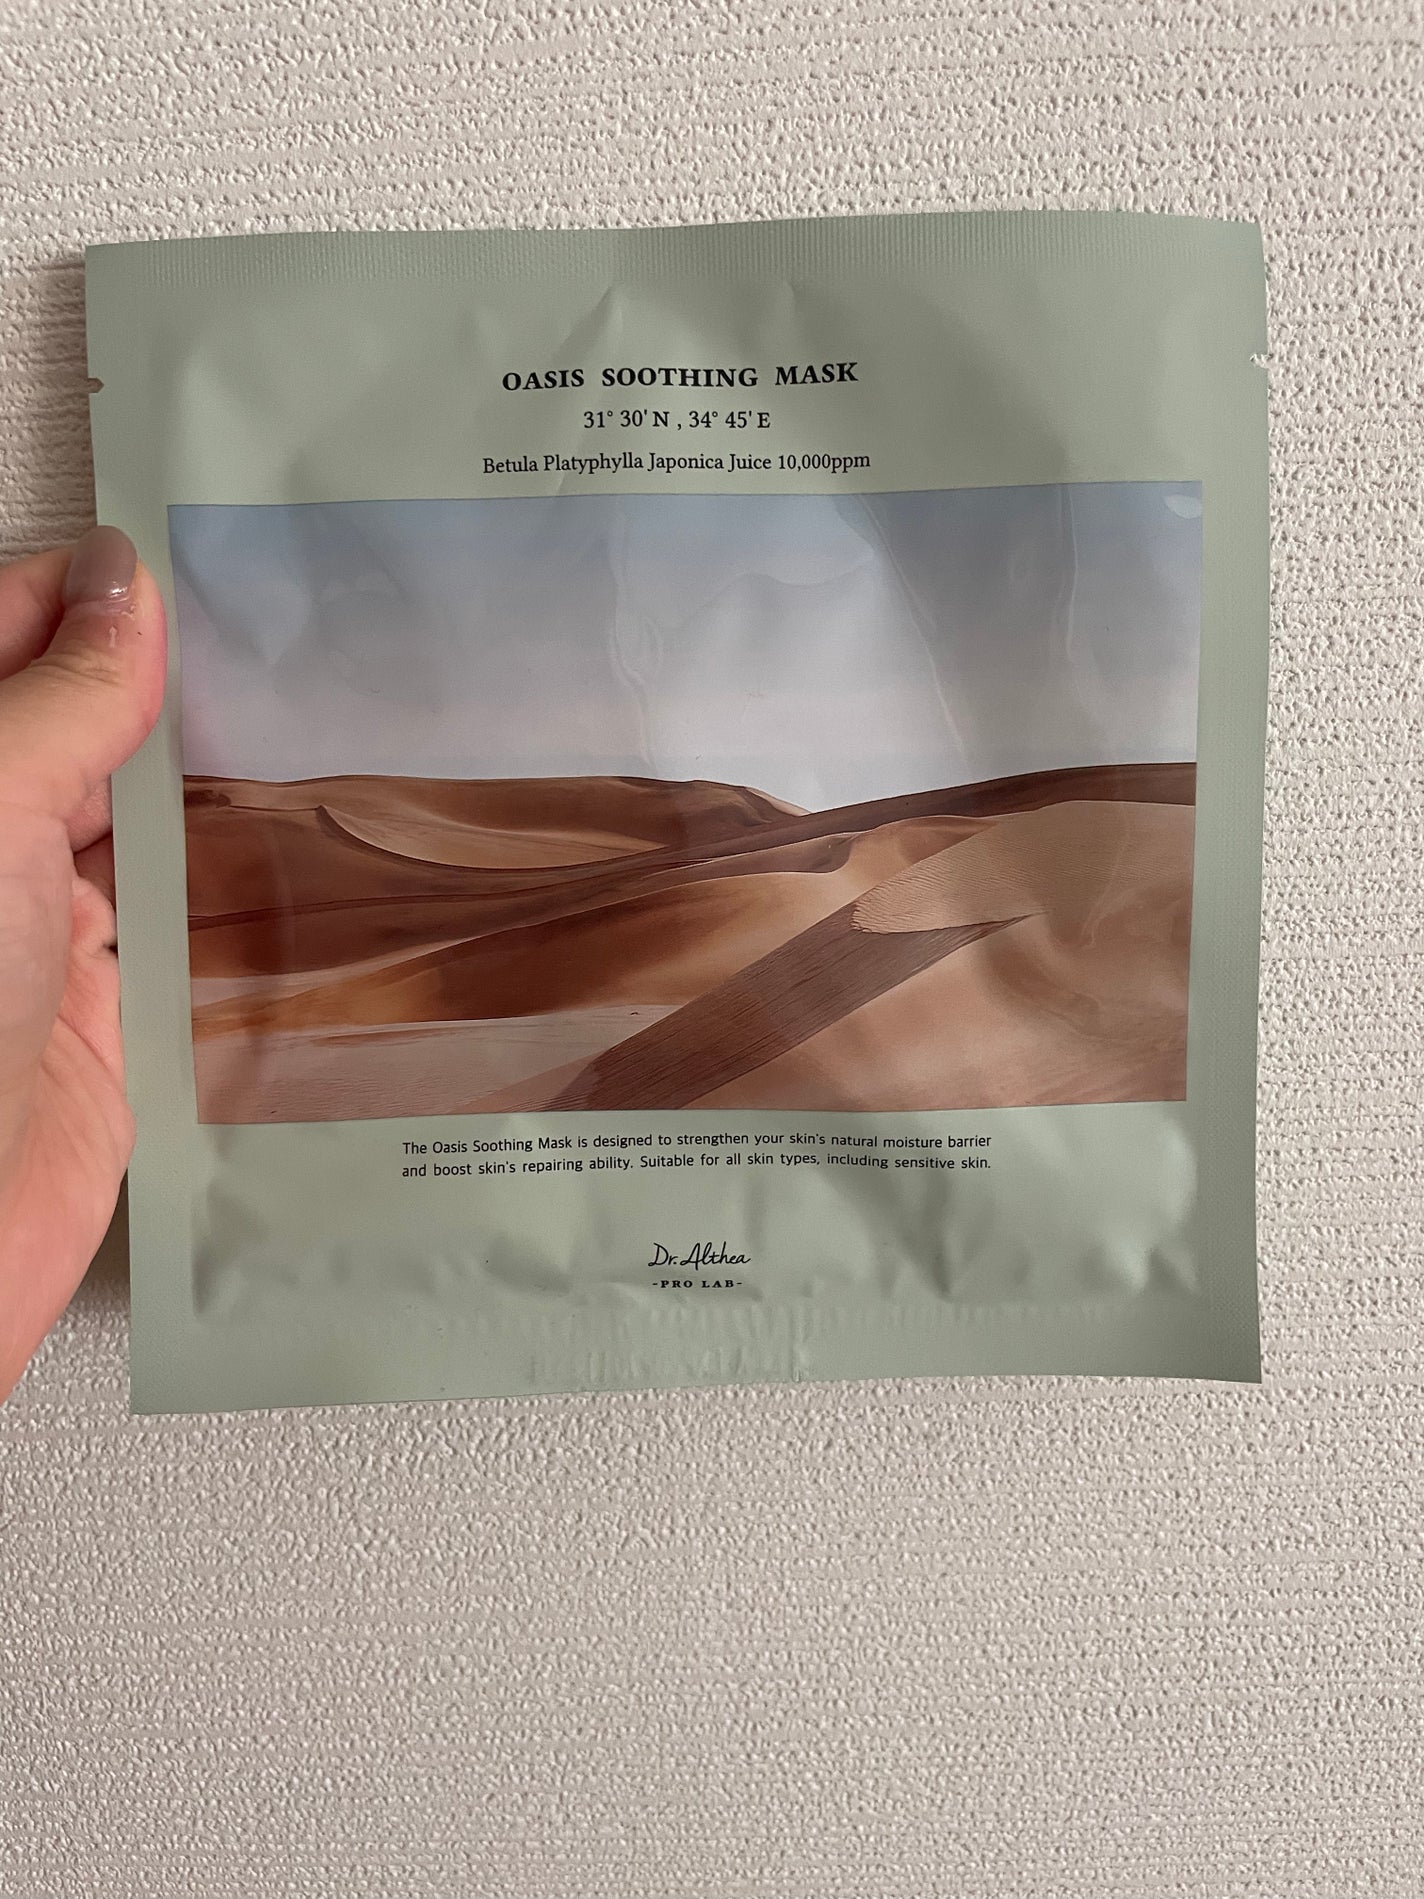 OASIS SOOTHING MASK
31° 30' N , 34° 45' E
Betula Platyphylla Japonica Juice 10,000ppm
The Oasis Soothing Mask is designed to strengthen your skin's natural moisture barrier
and boost skin's repairing ability. Suitable for all skin types, including sensitive skin.
Dr.Althea
-PRO LAB-